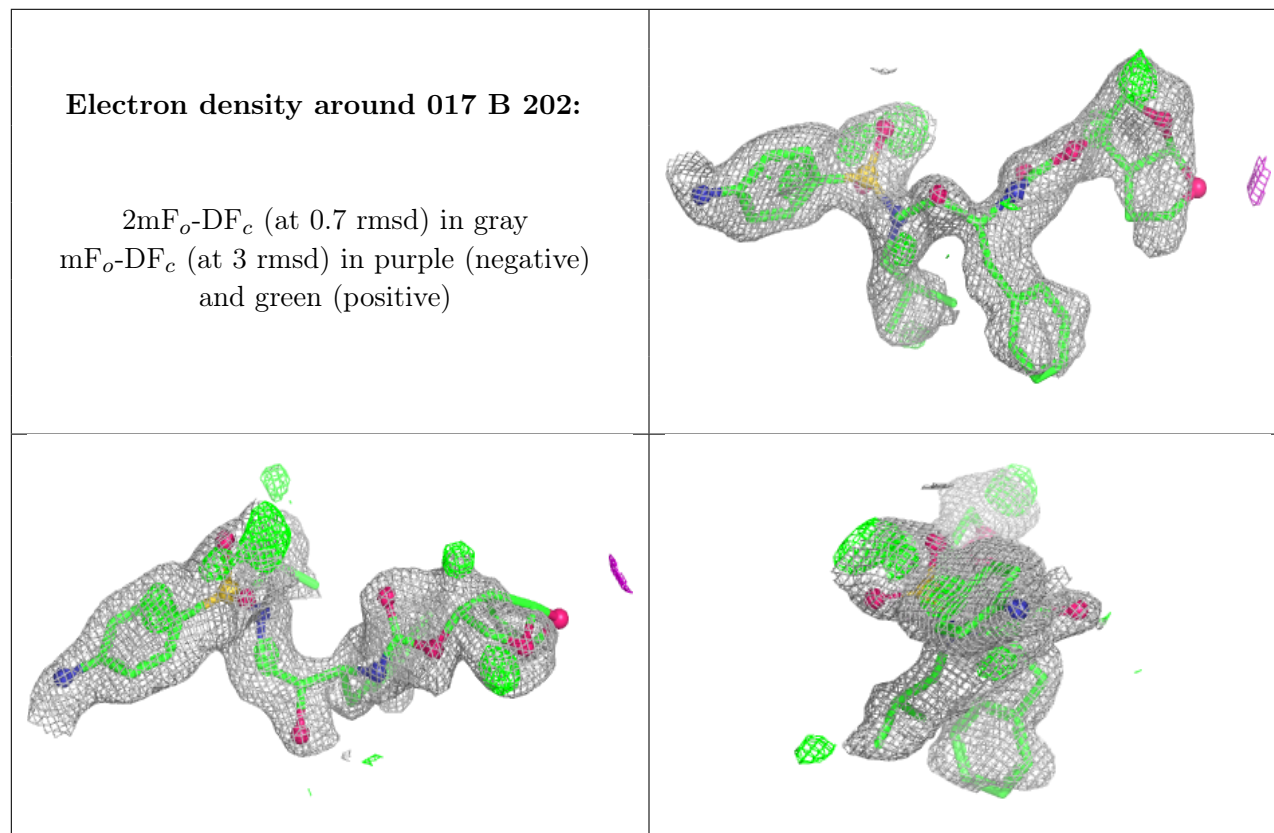 Electron density around 017 B 202:
2mFo-DFc (at 0.7 rmsd) in gray
mFo-DFc (at 3 rmsd) in purple (negative)
and green (positive)